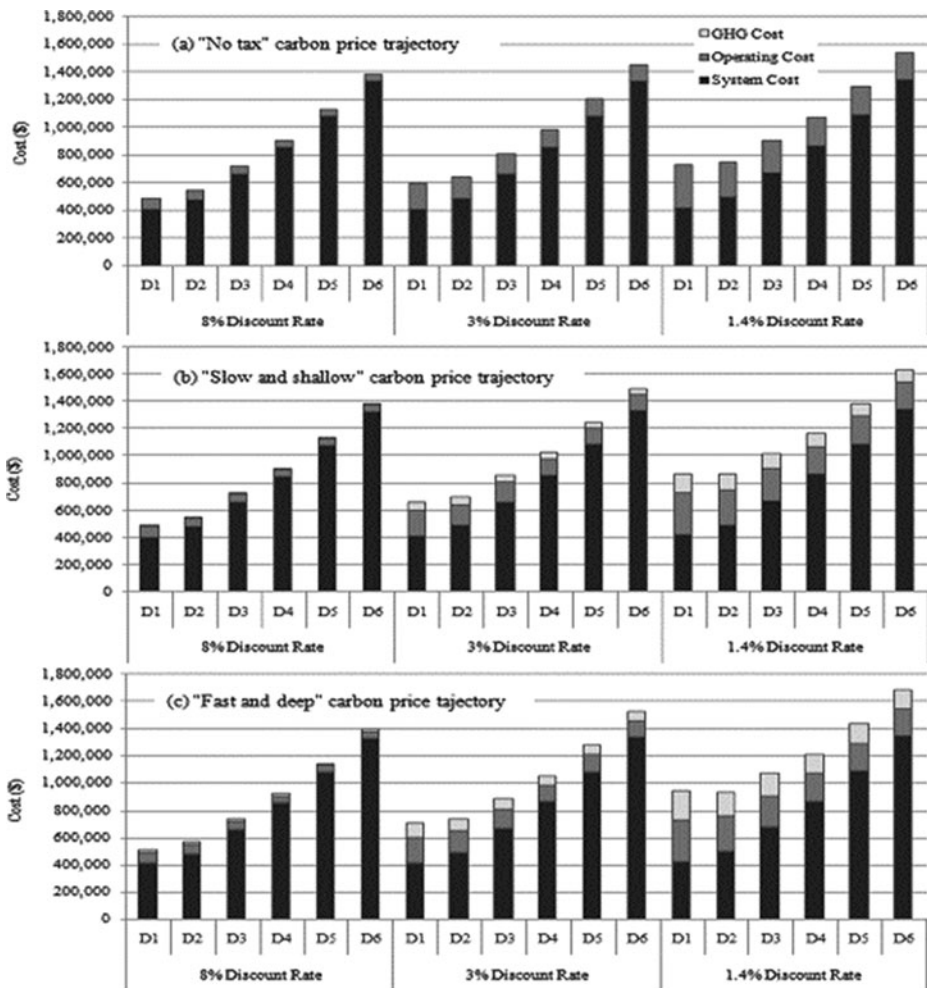 1,800,000
1,600,000
1,400,000
1,200,000
1,000,000
800,000
600,000
400,000
200,000
0
Cost ($)
(a) "No tax" carbon price trajectory
GHG Cost
Operating Cost
System Cost
D1 D2 D3 D4 D5 D6 D1 D2 D3 D4 D5 D6 D1 D2 D3 D4 D5 D6
8% Discount Rate 3% Discount Rate 1.4% Discount Rate
1,800,000
1,600,000
1,400,000
1,200,000
1,000,000
800,000
600,000
400,000
200,000
0
Cost ($)
(b) "Slow and shallow" carbon price trajectory
D1 D2 D3 D4 D5 D6 D1 D2 D3 D4 D5 D6 D1 D2 D3 D4 D5 D6
8% Discount Rate 3% Discount Rate 1.4% Discount Rate
1,800,000
1,600,000
1,400,000
1,200,000
1,000,000
800,000
600,000
400,000
200,000
0
Cost ($)
(c) "Fast and deep" carbon price tajectory
D1 D2 D3 D4 D5 D6 D1 D2 D3 D4 D5 D6 D1 D2 D3 D4 D5 D6
8% Discount Rate 3% Discount Rate 1.4% Discount Rate